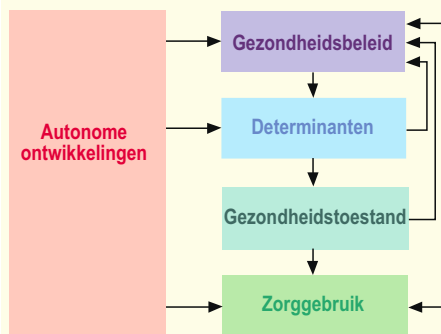 Autonome
ontwikkelingen
Gezondheidsbeleid
Determinanten
Gezondheidstoestand
Zorggebruik